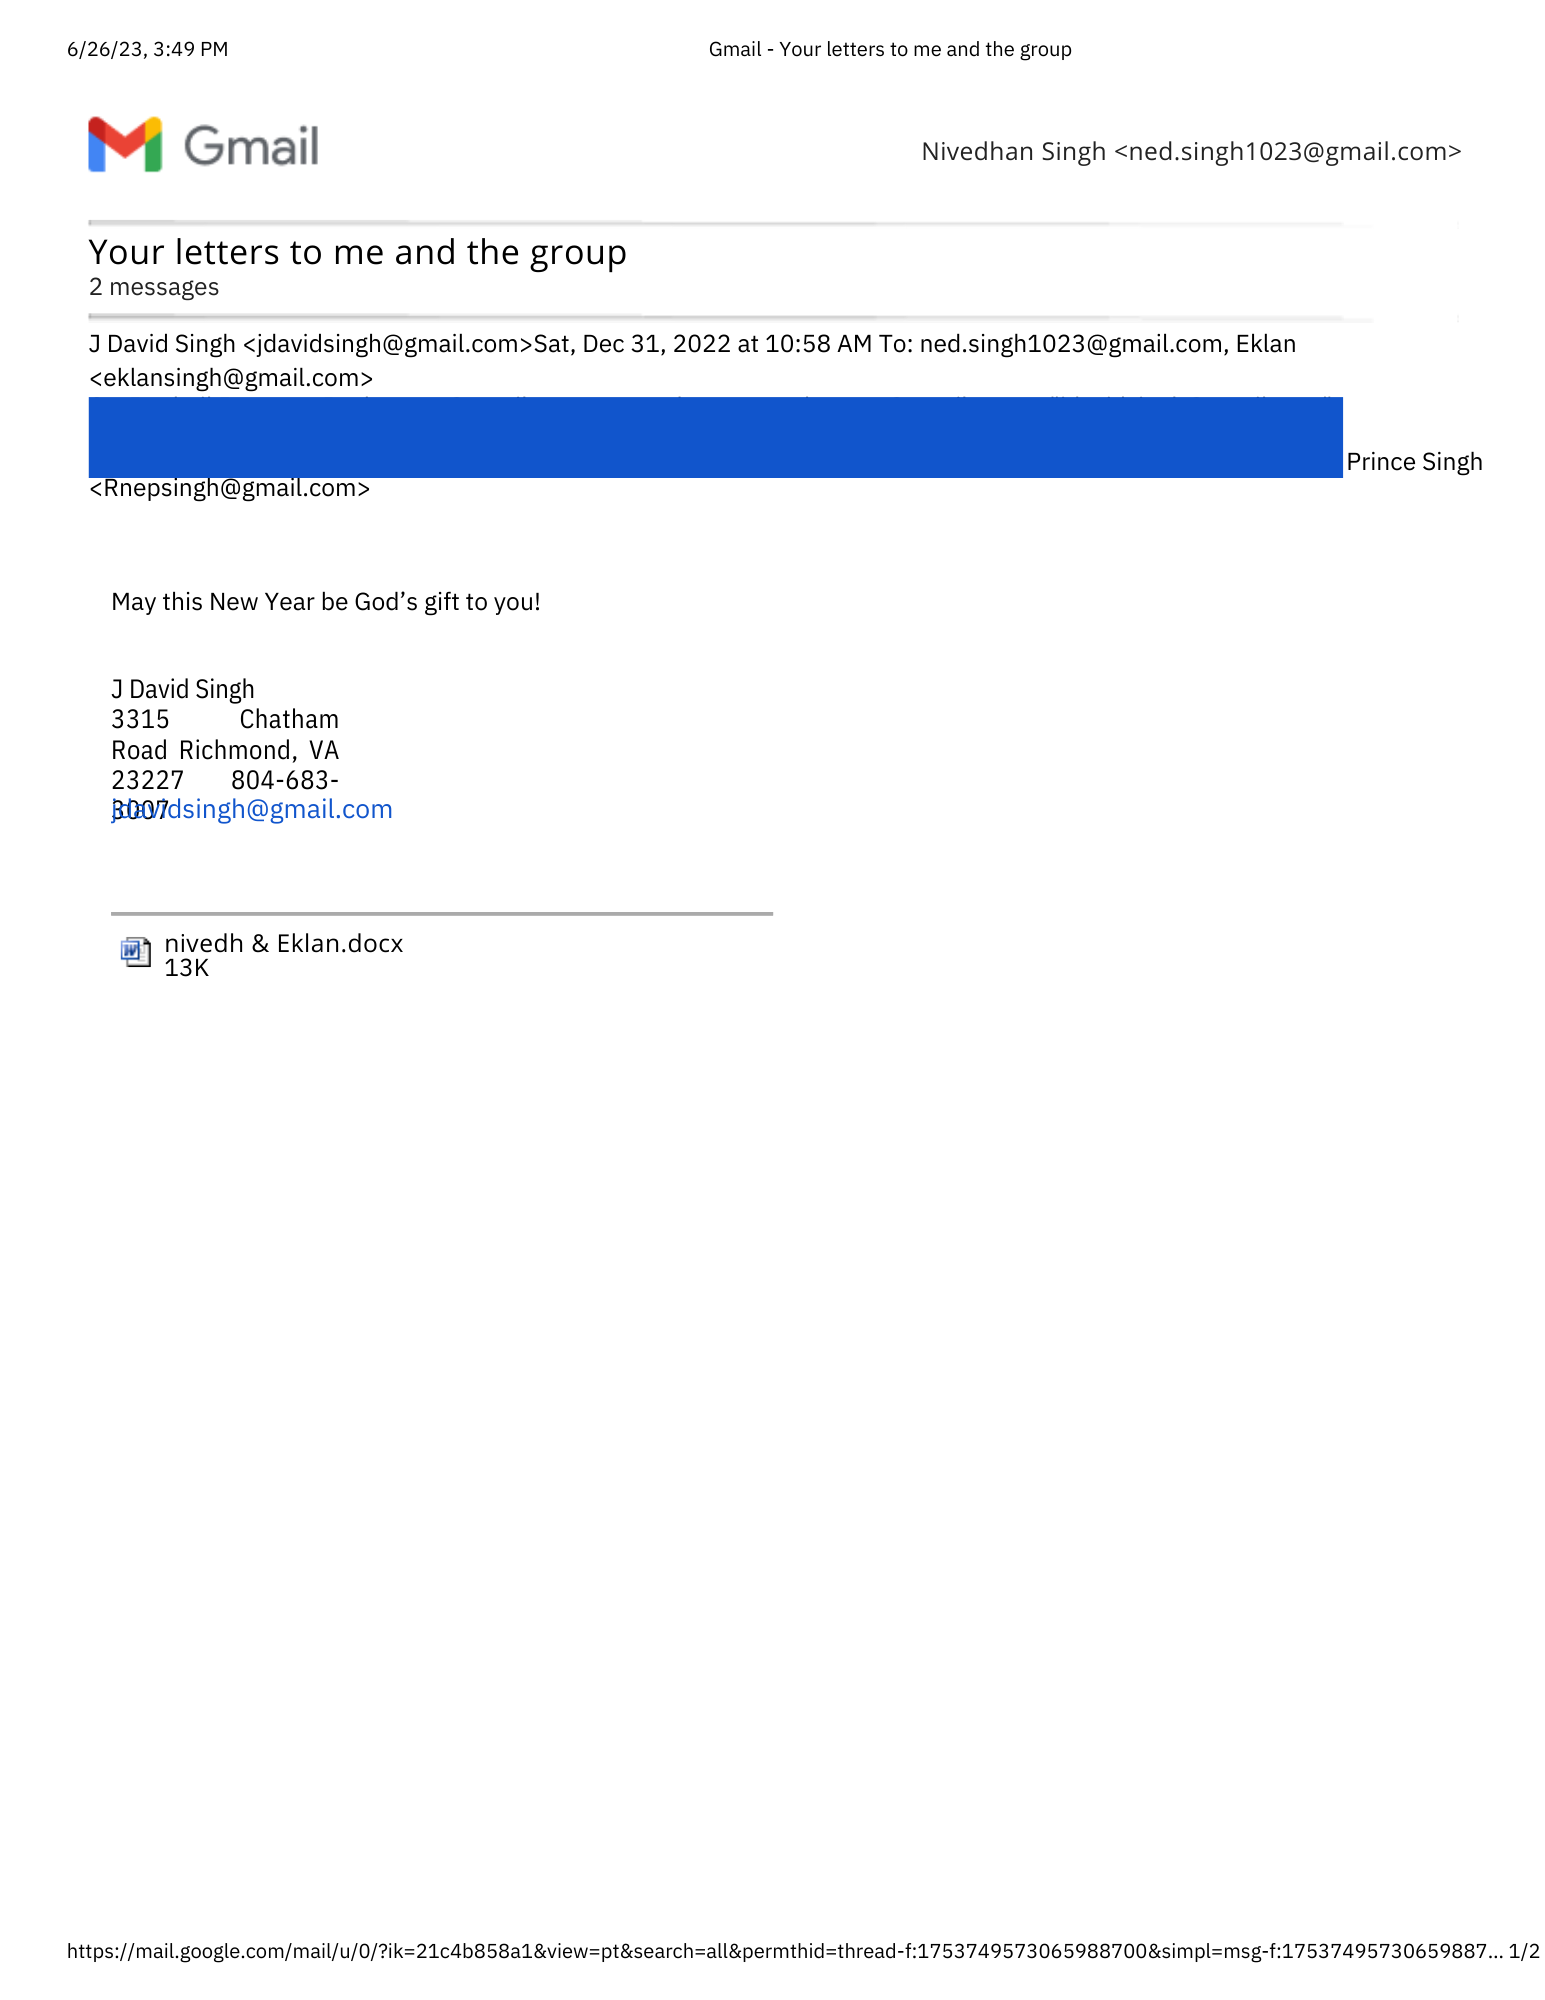 6/26/23, 3:49 PM
Gmail - Your letters to me and the group
Gmail
Nivedhan Singh <ned.singh1023@gmail.com>
Your letters to me and the group
2 messages
J David Singh <jdavidsingh@gmail.com>Sat, Dec 31, 2022 at 10:58 AM To: ned.singh1023@gmail.com, Eklan
<eklansingh@gmail.com>
Prince Singh
<Rnepsingh@gmail.com>
May this New Year be God’s gift to you!
J David Singh
3315 Chatham
Road Richmond, VA
23227 804-683-
3007
jdavidsingh@gmail.com
nivedh & Eklan.docx
13K
https://mail.google.com/mail/u/0/?ik=21c4b858a1&view=pt&search=all&permthid=thread-f:1753749573065988700&simpl=msg-f:17537495730659887... 1/2